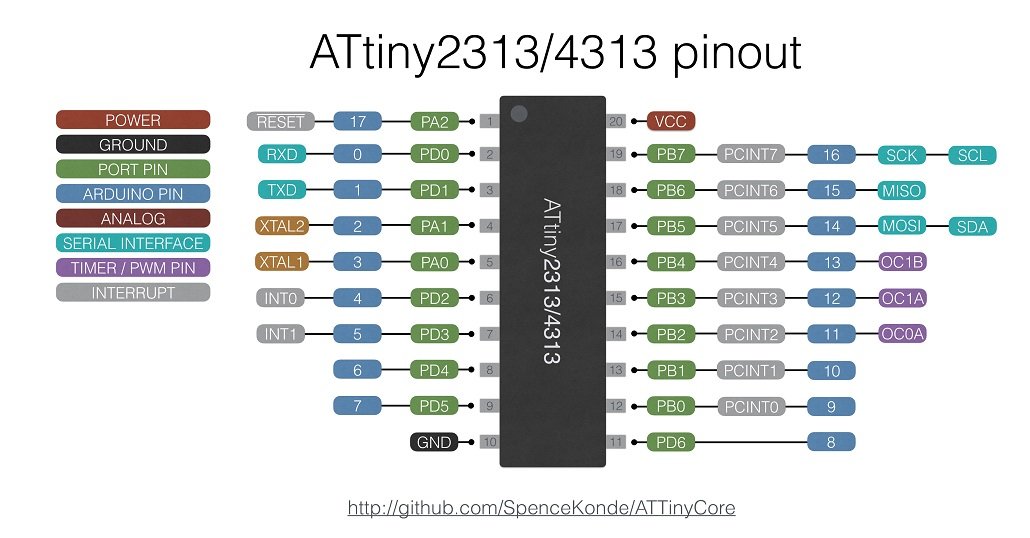 ATtiny2313/4313 pinout
POWER
GROUND
PORT PIN
ARDUINO PIN
ANALOG
SERIAL INTERFACE
TIMER / PWM PIN
INTERRUPT
RESET 17 PA2 1
RXD 0 PD0 2
TXD 1 PD1 3
XTAL2 2 PA1 4
XTAL1 3 PA0 5
INT0 4 PD2 6
INT1 5 PD3 7
6 PD4 8
7 PD5 9
GND 10
ATtiny2313/4313
20 VCC
19 PB7 PCINT7 16 SCK SCL
18 PB6 PCINT6 15 MISO
17 PB5 PCINT5 14 MOSI SDA
16 PB4 PCINT4 13 OC1B
15 PB3 PCINT3 12 OC1A
14 PB2 PCINT2 11 OC0A
13 PB1 PCINT1 10
12 PB0 PCINT0 9
11 PD6 8
http://github.com/SpenceKonde/ATTinyCore